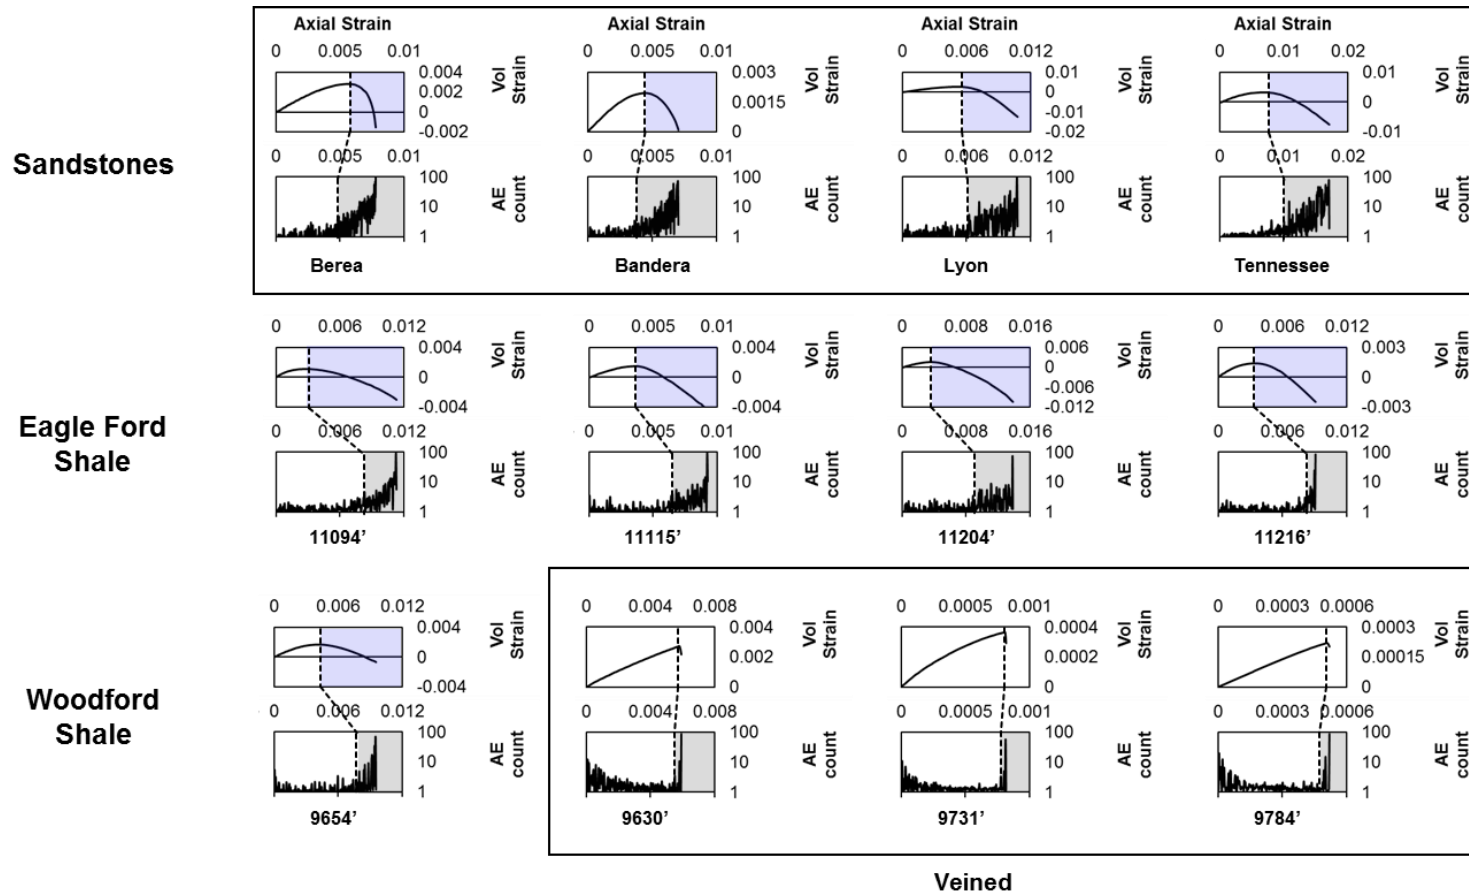 Sandstones
Axial Strain Axial Strain Axial Strain Axial Strain
0 0.005 0.01 0 0.005 0.01 0 0.006 0.012 0 0.01 0.02
0.004 0.002 0 -0.002 Vol Strain 0.003 0.0015 0 Vol Strain 0.01 0 -0.01 -0.02 Vol Strain 0.01 0 -0.01 Vol Strain
0 0.005 0.01 0 0.005 0.01 0 0.006 0.012 0 0.01 0.02
100 10 1 AE count 100 10 1 AE count 100 10 1 AE count 100 10 1 AE count
Berea Bandera Lyon Tennessee
Eagle Ford
Shale
0 0.006 0.012 0 0.005 0.01 0 0.008 0.016 0 0.006 0.012
0.004 0 -0.004 Vol Strain 0.004 0 -0.004 Vol Strain 0.006 0 -0.006 -0.012 Vol Strain 0.003 0 -0.003 Vol Strain
0 0.006 0.012 0 0.005 0.01 0 0.008 0.016 0 0.006 0.012
100 10 1 AE count 100 10 1 AE count 100 10 1 AE count 100 10 1 AE count
11094’ 11115’ 11204’ 11216’
Woodford
Shale
0 0.006 0.012 0 0.004 0.008 0 0.0005 0.001 0 0.0003 0.0006
0.004 0 -0.004 Vol Strain 0.004 0.002 0 Vol Strain 0.0004 0.0002 0 Vol Strain 0.0003 0.00015 0 Vol Strain
0 0.006 0.012 0 0.004 0.008 0 0.0005 0.001 0 0.0003 0.0006
100 10 1 AE count 100 10 1 AE count 100 10 1 AE count 100 10 1 AE count
9654’ 9630’ 9731’ 9784’
Veined